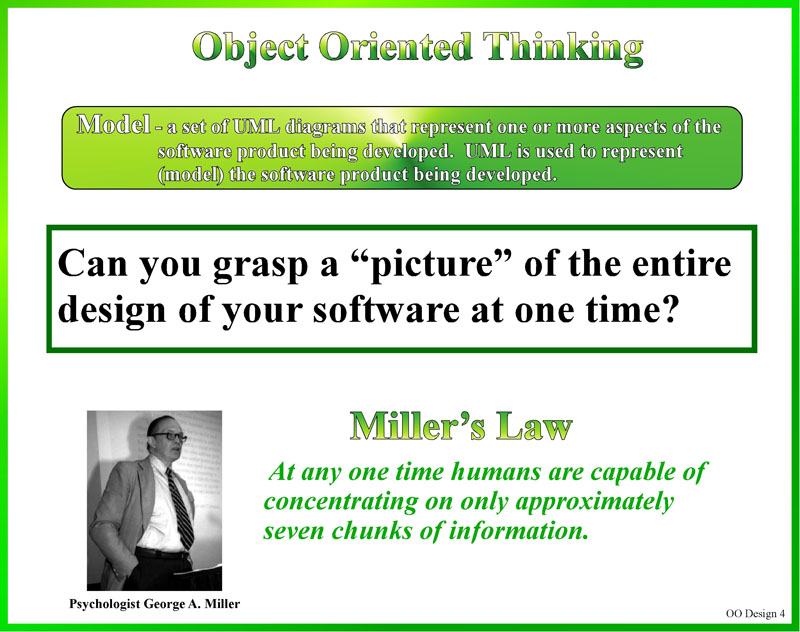 Object Oriented Thinking
Model - a set of UML diagrams that represent one or more aspects of the
software product being developed.  UML is used to represent
(model) the software product being developed.
Can you grasp a “picture” of the entire
design of your software at one time?
Miller’s Law
At any one time humans are capable of
concentrating on only approximately
seven chunks of information.
Psychologist George A. Miller
OO Design 4